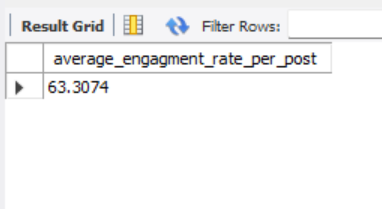 Result Grid Filter Rows:
average_engagment_rate_per_post
63.3074